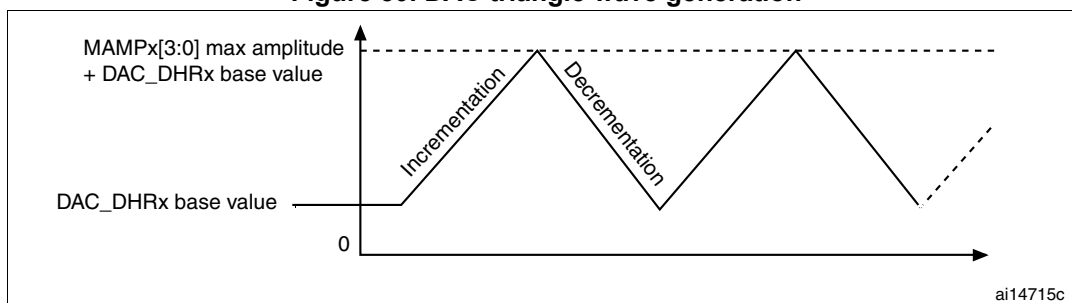 MAMPx[3:0] max amplitude
+ DAC_DHRx base value
Incrementation
Decrementation
DAC_DHRx base value
0
ai14715c